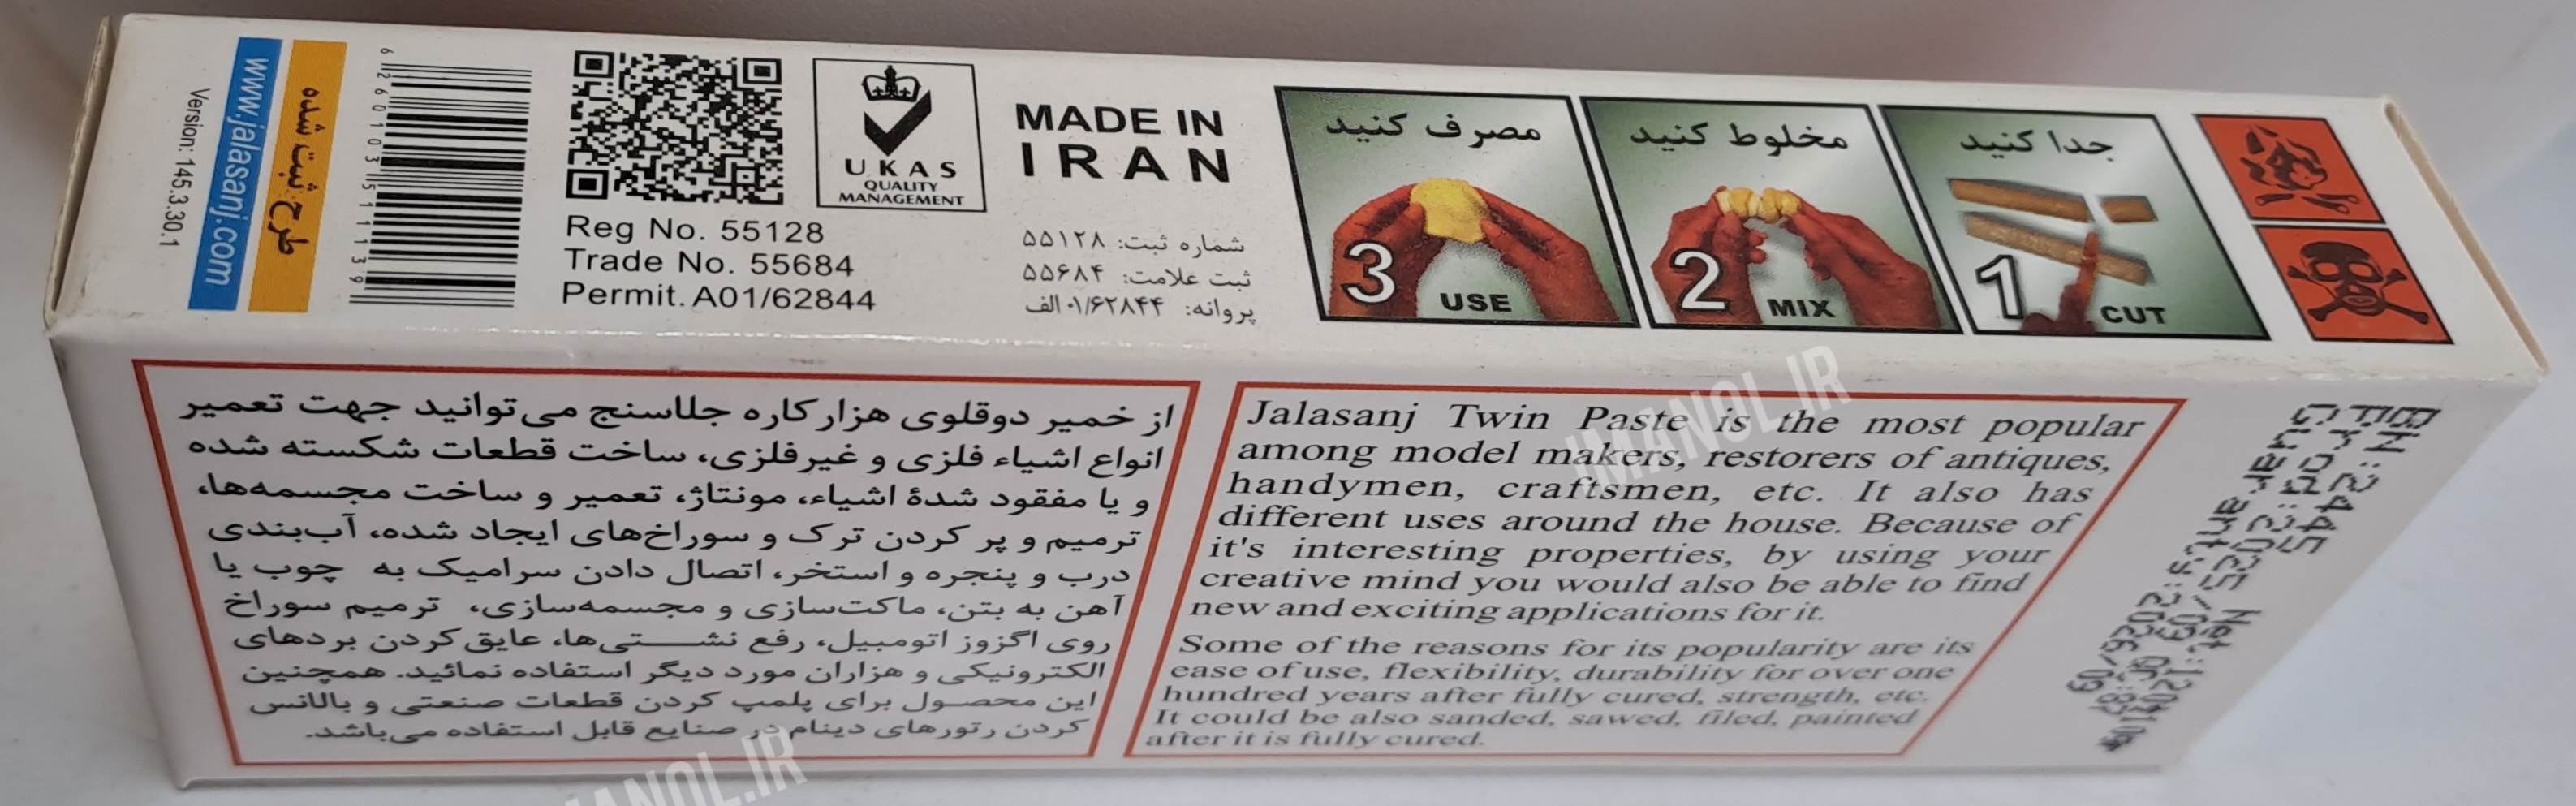 طرح ثبت شده
www.jalasanj.com
Version: 145.3.30.1
6 260103 511139
UKAS
QUALITY
MANAGEMENT
MADE IN
IRAN
Reg No. 55128
Trade No. 55684
Permit. A01/62844
شماره ثبت: ۵۵۱۲۸
ثبت علامت: ۵۵۶۸۴
پروانه: ۰۱/۶۲۸۴۴ الف
جدا کنید
1 CUT
مخلوط کنید
2 MIX
مصرف کنید
3 USE
از خمیر دوقلوی هزار کاره جلاسنج می‌توانید جهت تعمیر
انواع اشیاء فلزی و غیرفلزی، ساخت قطعات شکسته شده
و یا مفقود شدهٔ اشیاء، مونتاژ، تعمیر و ساخت مجسمه‌ها،
ترمیم و پر کردن ترک و سوراخ‌های ایجاد شده، آب‌بندی
درب و پنجره و استخر، اتصال دادن سرامیک به چوب یا
آهن به بتن، ماکت‌سازی و مجسمه‌سازی، ترمیم سوراخ
روی اگزوز اتومبیل، رفع نشتی‌ها، عایق کردن بردهای
الکترونیکی و هزاران مورد دیگر استفاده نمائید. همچنین
این محصول برای پلمپ کردن قطعات صنعتی و بالانس
کردن رتورهای دینام در صنایع قابل استفاده می‌باشد.
Jalasanj Twin Paste is the most popular
among model makers, restorers of antiques,
handymen, craftsmen, etc. It also has
different uses around the house. Because of
it's interesting properties, by using your
creative mind you would also be able to find
new and exciting applications for it.
Some of the reasons for its popularity are its
ease of use, flexibility, durability for over one
hundred years after fully cured, strength, etc.
It could be also sanded, sawed, filed, painted
after it is fully cured.
BN: 2445
IMANOL.IR
IMANOL.IR